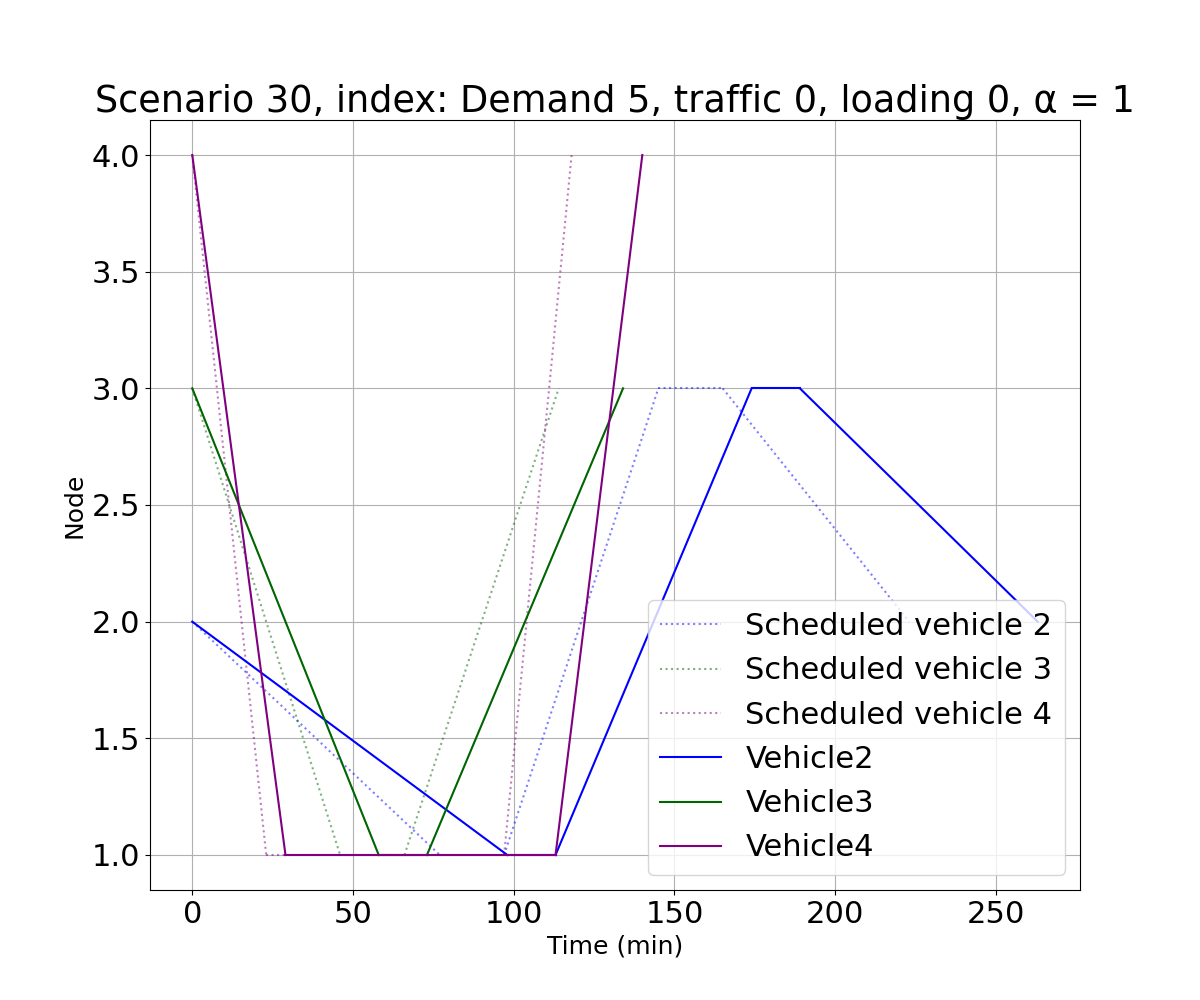 Scenario 30, index: Demand 5, traffic 0, loading 0, α = 1
4.0
3.5
3.0
2.5
2.0
1.5
1.0
Node
Scheduled vehicle 2
Scheduled vehicle 3
Scheduled vehicle 4
Vehicle2
Vehicle3
Vehicle4
0 50 100 150 200 250
Time (min)